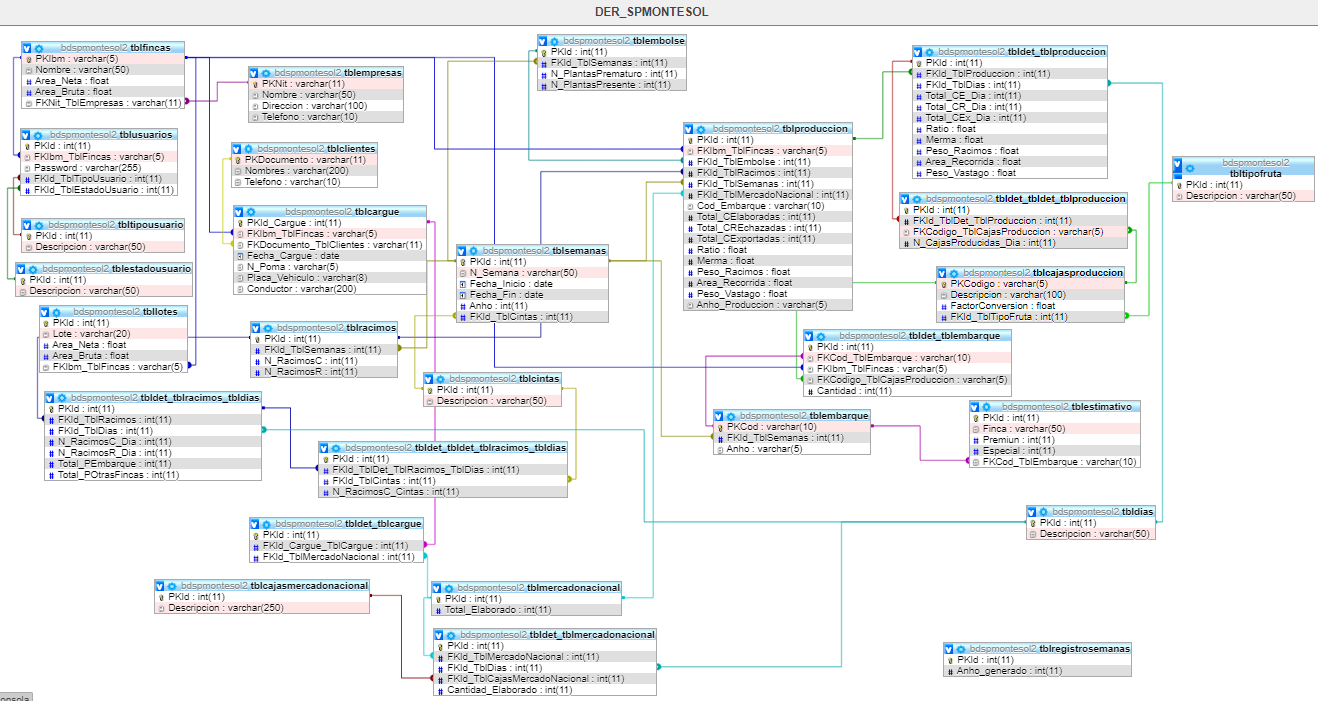 DER_SPMONTESOL
bdspmontesol2 tblfincas
PKIbm : varchar(5)
Nombre : varchar(50)
Area_Neta : float
Area_Bruta : float
FKNit_TblEmpresas : varchar(11)
bdspmontesol2 tblempresas
PKNit : varchar(11)
Nombre : varchar(50)
Direccion : varchar(100)
Telefono : varchar(10)
bdspmontesol2 tblembolse
PKId : int(11)
FKId_TblSemanas : int(11)
N_PlantasPrematuro : int(11)
N_PlantasPresente : int(11)
bdspmontesol2 tbldet_tblproduccion
PKId : int(11)
FKId_TblProduccion : int(11)
FKId_TblDias : int(11)
Total_CE_Dia : int(11)
Total_CR_Dia : int(11)
Total_CEx_Dia : int(11)
Ratio : float
Merma : float
Peso_Racimos : float
Area_Recorrida : float
Peso_Vastago : float
bdspmontesol2 tblusuarios
PKId : int(11)
FKIbm_TblFincas : varchar(5)
Password : varchar(255)
FKId_TblTipoUsuario : int(11)
FKId_TblEstadoUsuario : int(11)
bdspmontesol2 tblclientes
PKDocumento : varchar(11)
Nombres : varchar(200)
Telefono : varchar(10)
bdspmontesol2 tblproduccion
PKId : int(11)
FKIbm_TblFincas : varchar(5)
FKId_TblEmbolse : int(11)
FKId_TblRacimos : int(11)
FKId_TblSemanas : int(11)
FKId_TblMercadoNacional : int(11)
Cod_Embarque : varchar(10)
Total_CElaboradas : int(11)
Total_CREchazadas : int(11)
Total_CExportadas : int(11)
Ratio : float
Merma : float
Peso_Racimos : float
Area_Recorrida : float
Peso_Vastago : float
Anho_Produccion : varchar(5)
bdspmontesol2
tbltipofruta
PKId : int(11)
Descripcion : varchar(50)
bdspmontesol2 tbltipousuario
PKId : int(11)
Descripcion : varchar(50)
bdspmontesol2 tblcargue
PKId_Cargue : int(11)
FKIbm_TblFincas : varchar(5)
FKDocumento_TblClientes : varchar(11)
Fecha_Cargue : date
N_Poma : varchar(5)
Placa_Vehiculo : varchar(8)
Conductor : varchar(200)
bdspmontesol2 tbldet_tbldet_tblproduccion
PKId : int(11)
FKId_TblDet_TblProduccion : int(11)
FKCodigo_TblCajasProduccion : varchar(5)
N_CajasProducidas_Dia : int(11)
bdspmontesol2 tblestadousuario
PKId : int(11)
Descripcion : varchar(50)
bdspmontesol2 tblsemanas
PKId : int(11)
N_Semana : varchar(50)
Fecha_Inicio : date
Fecha_Fin : date
Anho : int(11)
FKId_TblCintas : int(11)
bdspmontesol2 tblcajasproduccion
PKCodigo : varchar(5)
Descripcion : varchar(100)
FactorConversion : float
FKId_TblTipoFruta : int(11)
bdspmontesol2 tbllotes
PKId : int(11)
Lote : varchar(20)
Area_Neta : float
Area_Bruta : float
FKIbm_TblFincas : varchar(5)
bdspmontesol2 tblracimos
PKId : int(11)
FKId_TblSemanas : int(11)
N_RacimosC : int(11)
N_RacimosR : int(11)
bdspmontesol2 tbldet_tblembarque
PKId : int(11)
FKCod_TblEmbarque : varchar(10)
FKIbm_TblFincas : varchar(5)
FKCodigo_TblCajasProduccion : varchar(5)
Cantidad : int(11)
bdspmontesol2 tblcintas
PKId : int(11)
Descripcion : varchar(50)
bdspmontesol2 tbldet_tblracimos_tbldias
PKId : int(11)
FKId_TblRacimos : int(11)
FKId_TblDias : int(11)
N_RacimosC_Dia : int(11)
N_RacimosR_Dia : int(11)
Total_PEmbarque : int(11)
Total_POtrasFincas : int(11)
bdspmontesol2 tblembarque
PKCod : varchar(10)
FKId_TblSemanas : int(11)
Anho : varchar(5)
bdspmontesol2 tblestimativo
PKId : int(11)
Finca : varchar(50)
Premiun : int(11)
Especial : int(11)
FKCod_TblEmbarque : varchar(10)
bdspmontesol2 tbldet_tbldet_tblracimos_tbldias
PKId : int(11)
FKId_TblDet_TblRacimos_TblDias : int(11)
FKId_TblCintas : int(11)
N_RacimosC_Cintas : int(11)
bdspmontesol2 tbldias
PKId : int(11)
Descripcion : varchar(50)
bdspmontesol2 tbldet_tblcargue
PKId : int(11)
FKId_Cargue_TblCargue : int(11)
FKId_TblMercadoNacional : int(11)
bdspmontesol2 tblcajasmercadonacional
PKId : int(11)
Descripcion : varchar(250)
bdspmontesol2 tblmercadonacional
PKId : int(11)
Total_Elaborado : int(11)
bdspmontesol2 tbldet_tblmercadonacional
PKId : int(11)
FKId_TblMercadoNacional : int(11)
FKId_TblDias : int(11)
FKId_TblCajasMercadoNacional : int(11)
Cantidad_Elaborado : int(11)
bdspmontesol2 tblregistrosemanas
PKId : int(11)
Anho_generado : int(11)